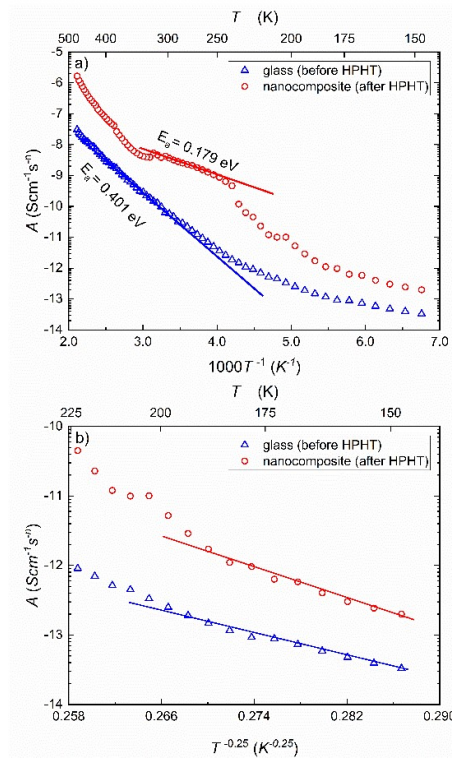 T (K)
500 400 300 250 200 175 150
a)
glass (before HPHT)
nanocomposite (after HPHT)
-5
-6
-7
-8
-9
-10
-11
-12
-13
-14
Ea = 0.179 eV
Ea = 0.401 eV
A (Scm⁻¹s⁻ⁿ)
2.0 3.0 4.0 5.0 6.0 7.0
1000T⁻¹ (K⁻¹)
T (K)
225 200 175 150
b)
glass (before HPHT)
nanocomposite (after HPHT)
-10
-11
-12
-13
-14
A (Scm⁻¹s⁻ⁿ)
0.258 0.266 0.274 0.282 0.290
T⁻⁰·²⁵ (K⁻⁰·²⁵)